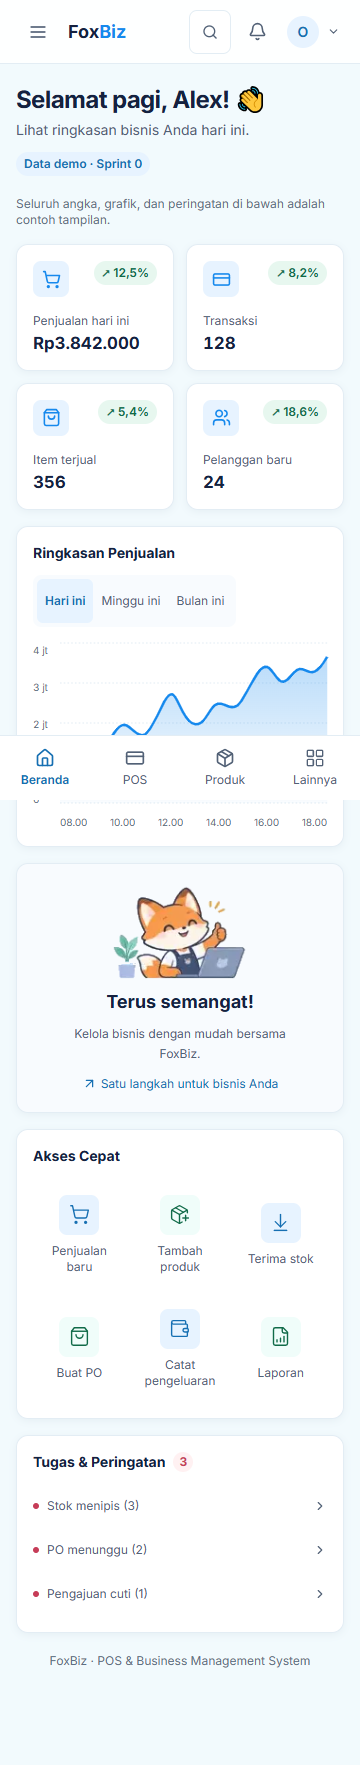 FoxBiz
O
Selamat pagi, Alex! 👋
Lihat ringkasan bisnis Anda hari ini.
Data demo · Sprint 0
Seluruh angka, grafik, dan peringatan di bawah adalah
contoh tampilan.
↗ 12,5%
Penjualan hari ini
Rp3.842.000
↗ 8,2%
Transaksi
128
↗ 5,4%
Item terjual
356
↗ 18,6%
Pelanggan baru
24
Ringkasan Penjualan
Hari ini Minggu ini Bulan ini
4 jt
3 jt
2 jt
Beranda POS Produk Lainnya
08.00 10.00 12.00 14.00 16.00 18.00
Terus semangat!
Kelola bisnis dengan mudah bersama
FoxBiz.
Satu langkah untuk bisnis Anda
Akses Cepat
Penjualan
baru
Tambah
produk
Terima stok
Buat PO
Catat
pengeluaran
Laporan
Tugas & Peringatan 3
Stok menipis (3)
PO menunggu (2)
Pengajuan cuti (1)
FoxBiz · POS & Business Management System